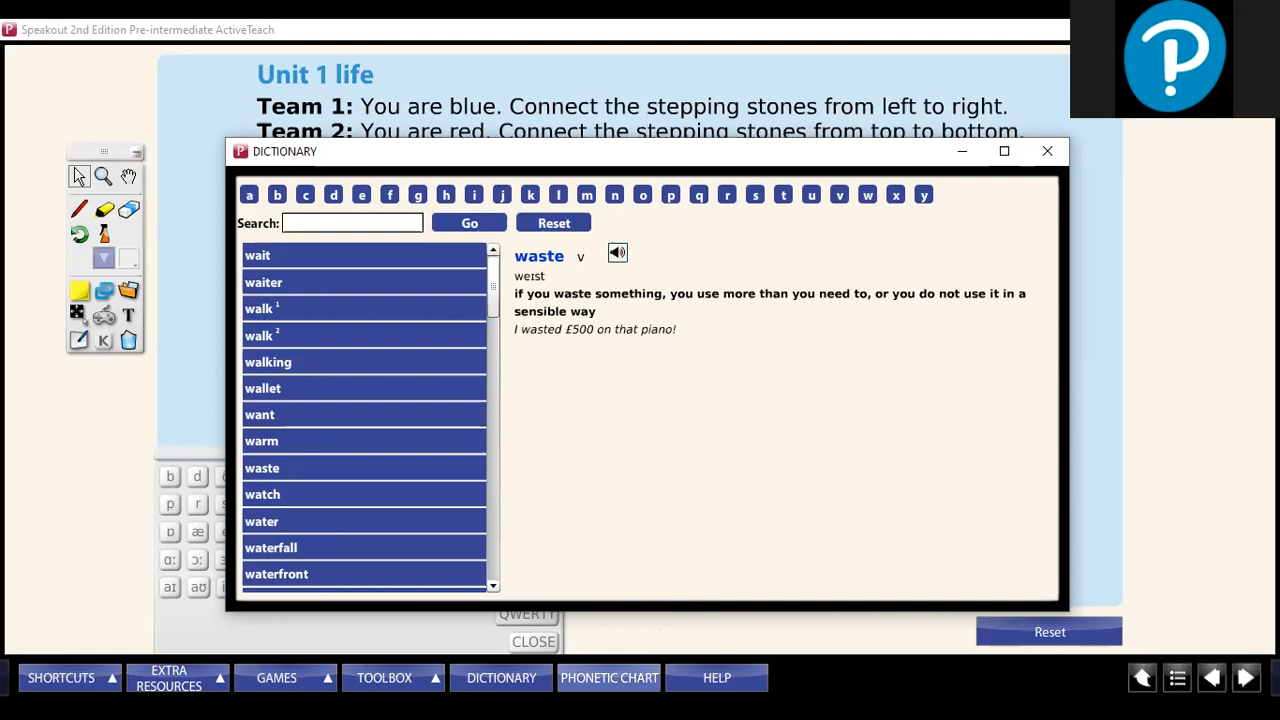 Speakout 2nd Edition Pre-intermediate ActiveTeach
Unit 1 life
Team 1: You are blue. Connect the stepping stones from left to right.
Team 2: You are red. Connect the stepping stones from top to bottom.
DICTIONARY
a b c d e f g h i j k l m n o p q r s t u v w x y
Search: Go Reset
wait
waiter
walk 1
walk 2
walking
wallet
want
warm
waste
watch
water
waterfall
waterfront
waste v
weɪst
if you waste something, you use more than you need to, or you do not use it in a
sensible way
I wasted £500 on that piano!
T
K
b d
p r
ɒ æ
ɑː ɔː
aɪ aʊ
QWERTY
CLOSE
Reset
SHORTCUTS
EXTRA
RESOURCES
GAMES
TOOLBOX
DICTIONARY
PHONETIC CHART
HELP